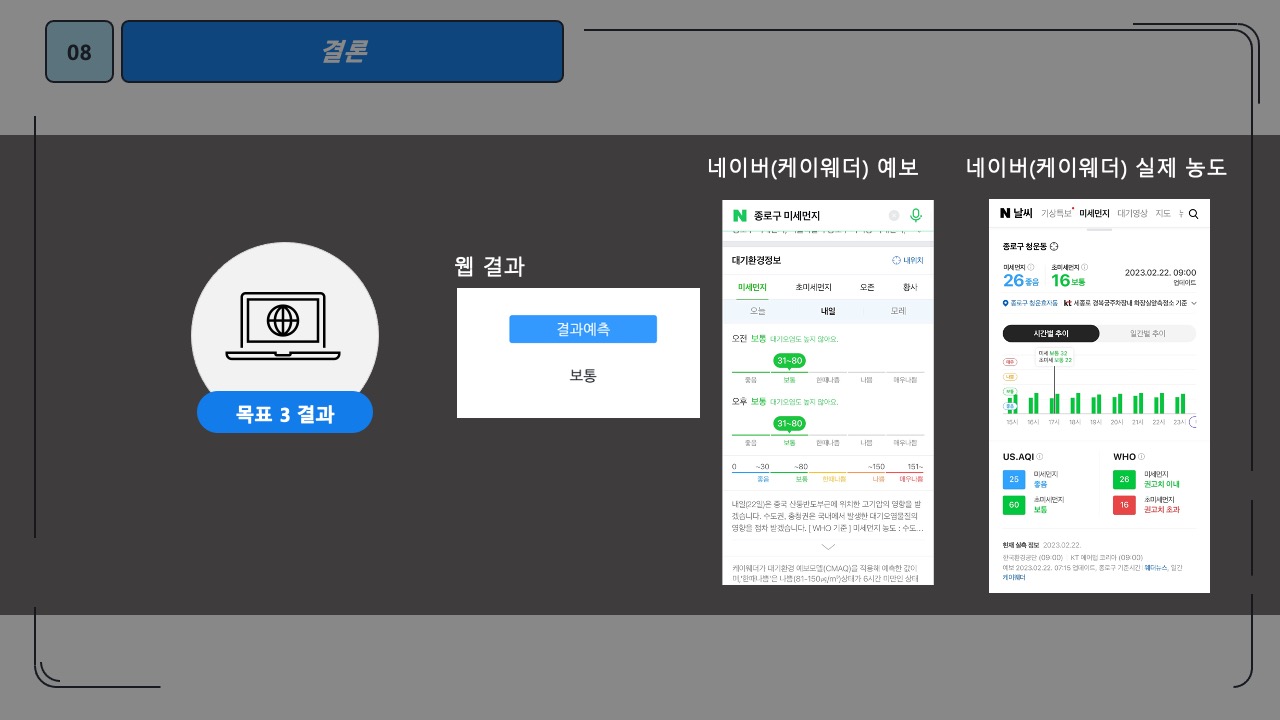 08
결론
네이버(케이웨더) 예보
네이버(케이웨더) 실제 농도
웹 결과
결과예측
보통
목표 3 결과
N 종로구 미세먼지
대기환경정보
내위치
미세먼지 초미세먼지 오존 황사
오늘 내일 모레
오전 보통 대기오염도 높지 않아요.
31~80
좋음 보통 한때나쁨 나쁨 매우나쁨
오후 보통 대기오염도 높지 않아요.
31~80
좋음 보통 한때나쁨 나쁨 매우나쁨
0 ~30 ~80 ~150 151~
좋음 보통 한때나쁨 나쁨 매우나쁨
내일(22일)은 중국 산둥반도부근에 위치한 고기압의 영향을 받
겠습니다. 수도권, 충청권은 국내에서 발생한 대기오염물질의
영향을 점차 받겠습니다. [ WHO 기준 ] 미세먼지 농도 : 수도...
케이웨더가 대기환경 예보모델(CMAQ)을 적용해 예측한 값이
며,'한때나쁨'은 나쁨(81-150㎍/m³)상태가 6시간 미만인 상태
N 날씨 기상특보 미세먼지 대기영상 지도
종로구 청운동
미세먼지 초미세먼지
26 좋음 16 보통
2023.02.22. 09:00
업데이트
종로구 청운효자동
kt 세종로 경복궁주차장내 화장실앞측정소 기준
시간별 추이 일간별 추이
미세 보통 32
초미세 보통 22
매우
나쁨
보통
좋음
15시 16시 17시 18시 19시 20시 21시 22시 23시
US.AQI WHO
25 미세먼지 좋음
26 미세먼지 권고치 이내
60 초미세먼지 보통
16 초미세먼지 권고치 초과
현재 실측 정보 2023.02.22.
한국환경공단 (09:00) KT 에어맵 코리아 (09:00)
예보 2023.02.22. 07:15 업데이트, 종로구 기준시간 웨더뉴스, 일간
케이웨더